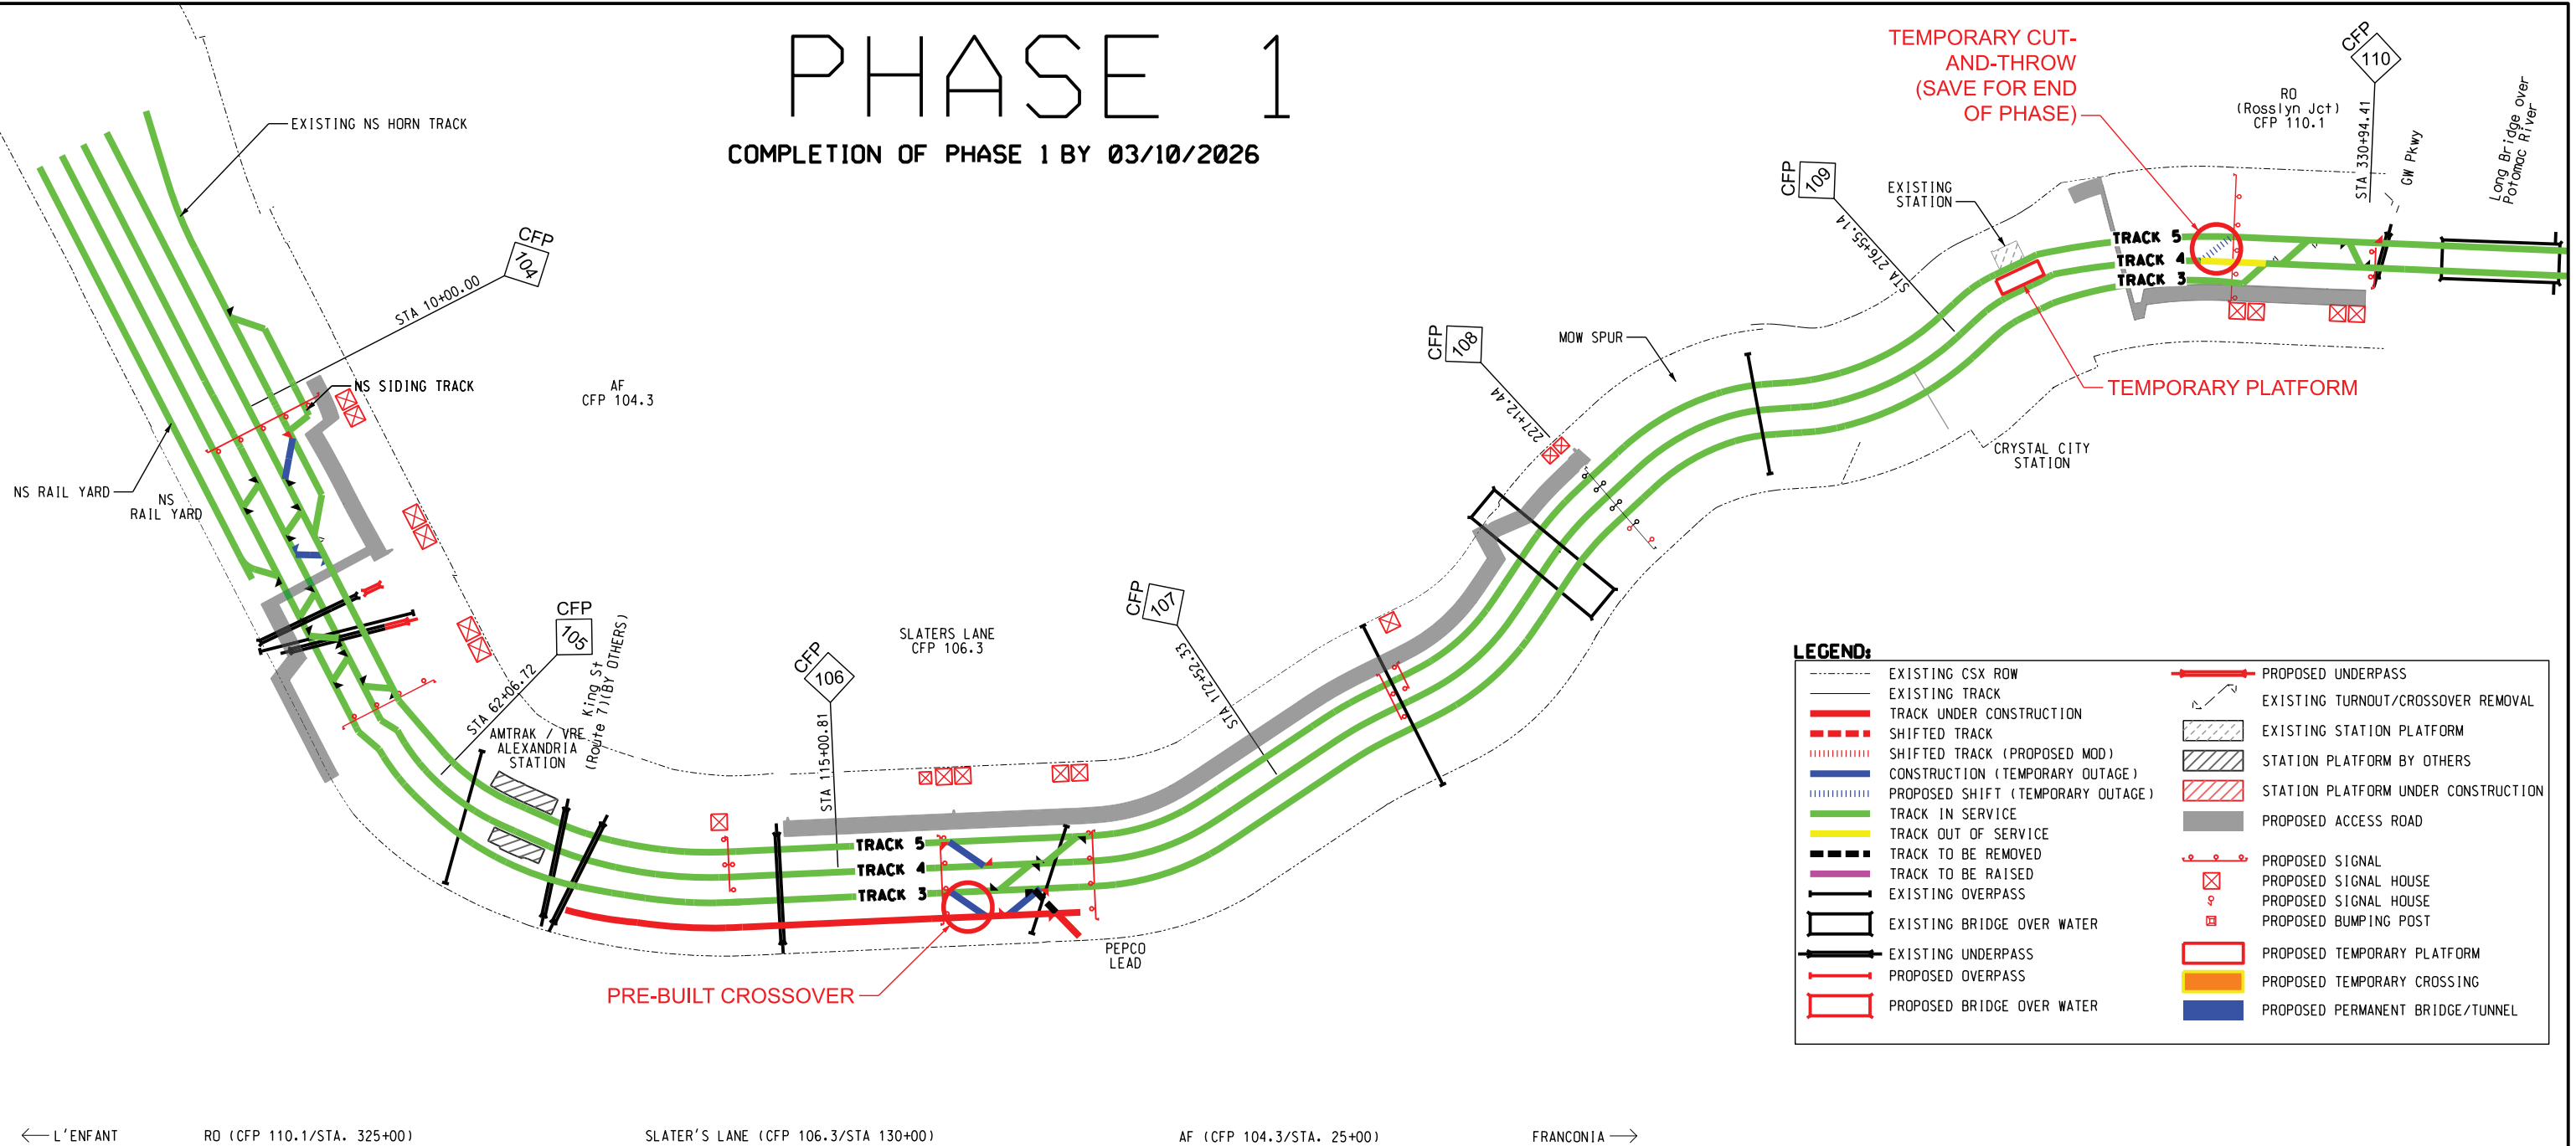 PHASE 1
COMPLETION OF PHASE 1 BY 03/10/2026
EXISTING NS HORN TRACK
CFP
104
STA 10+00.00
NS SIDING TRACK
AF
CFP 104.3
NS RAIL YARD
NS
RAIL YARD
CFP
105
STA 62+06.72
King St
(Route 7)(BY OTHERS)
AMTRAK / VRE
ALEXANDRIA
STATION
CFP
106
STA 115+00.81
SLATERS LANE
CFP 106.3
TRACK 5
TRACK 4
TRACK 3
PRE-BUILT CROSSOVER
PEPCO
LEAD
CFP
107
STA 172+52.33
CFP
108
227+12.44
MOW SPUR
CFP
109
STA 276+55.14
EXISTING
STATION
CRYSTAL CITY
STATION
TEMPORARY PLATFORM
TEMPORARY CUT-
AND-THROW
(SAVE FOR END
OF PHASE)
TRACK 5
TRACK 4
TRACK 3
RO
(Rosslyn Jct)
CFP 110.1
CFP
110
STA 330+94.41
GW Pkwy
Long Bridge over
Potomac River
LEGEND:
EXISTING CSX ROW
EXISTING TRACK
TRACK UNDER CONSTRUCTION
SHIFTED TRACK
SHIFTED TRACK (PROPOSED MOD)
CONSTRUCTION (TEMPORARY OUTAGE)
PROPOSED SHIFT (TEMPORARY OUTAGE)
TRACK IN SERVICE
TRACK OUT OF SERVICE
TRACK TO BE REMOVED
TRACK TO BE RAISED
EXISTING OVERPASS
EXISTING BRIDGE OVER WATER
EXISTING UNDERPASS
PROPOSED OVERPASS
PROPOSED BRIDGE OVER WATER
PROPOSED UNDERPASS
EXISTING TURNOUT/CROSSOVER REMOVAL
EXISTING STATION PLATFORM
STATION PLATFORM BY OTHERS
STATION PLATFORM UNDER CONSTRUCTION
PROPOSED ACCESS ROAD
PROPOSED SIGNAL
PROPOSED SIGNAL HOUSE
PROPOSED SIGNAL HOUSE
PROPOSED BUMPING POST
PROPOSED TEMPORARY PLATFORM
PROPOSED TEMPORARY CROSSING
PROPOSED PERMANENT BRIDGE/TUNNEL
L'ENFANT
RO (CFP 110.1/STA. 325+00)
SLATER'S LANE (CFP 106.3/STA 130+00)
AF (CFP 104.3/STA. 25+00)
FRANCONIA